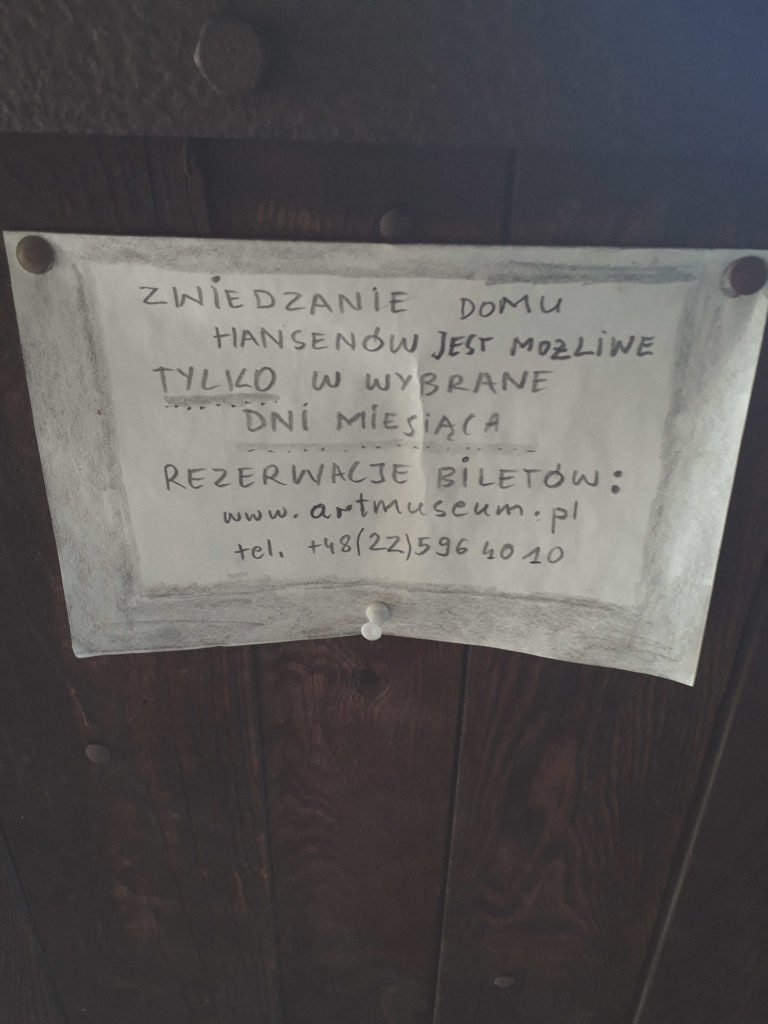 ZWIEDZANIE DOMU
HANSENÓW JEST MOŻLIWE
TYLKO W WYBRANE
DNI MIESIĄCA
REZERWACJE BILETÓW:
www.artmuseum.pl
tel. +48(22)596 40 10